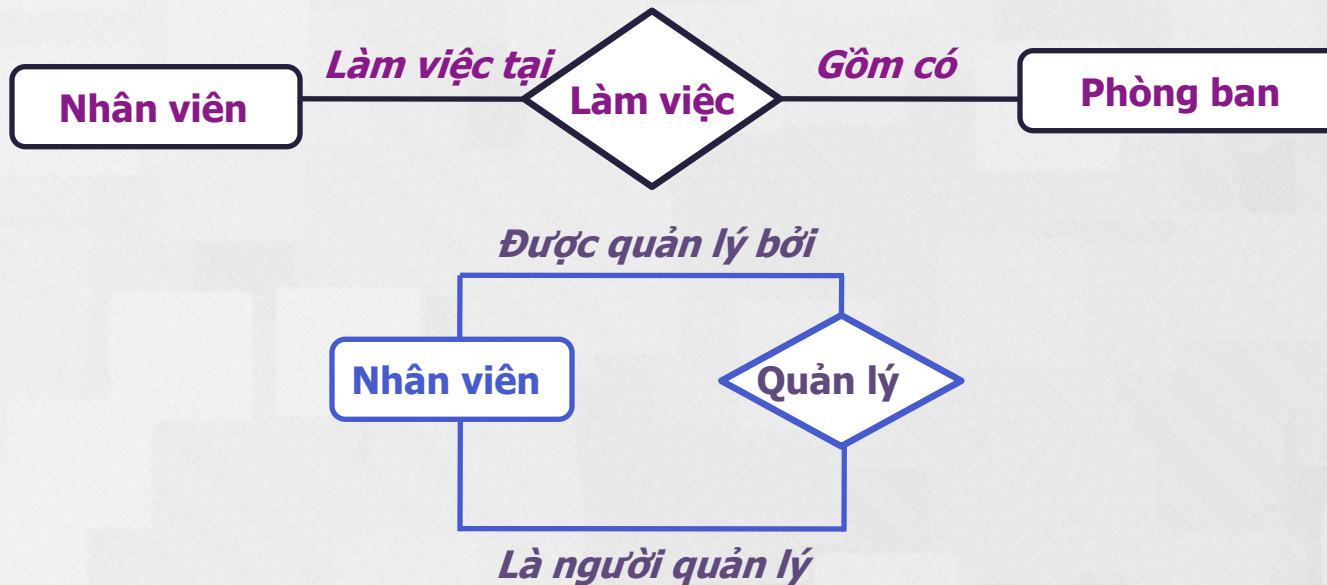 Làm việc tại
Gồm có
Nhân viên
Làm việc
Phòng ban
Được quản lý bởi
Nhân viên
Quản lý
Là người quản lý